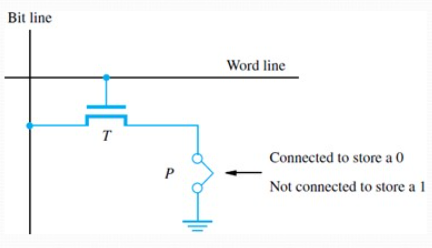 Bit line
Word line
T
P
Connected to store a 0
Not connected to store a 1